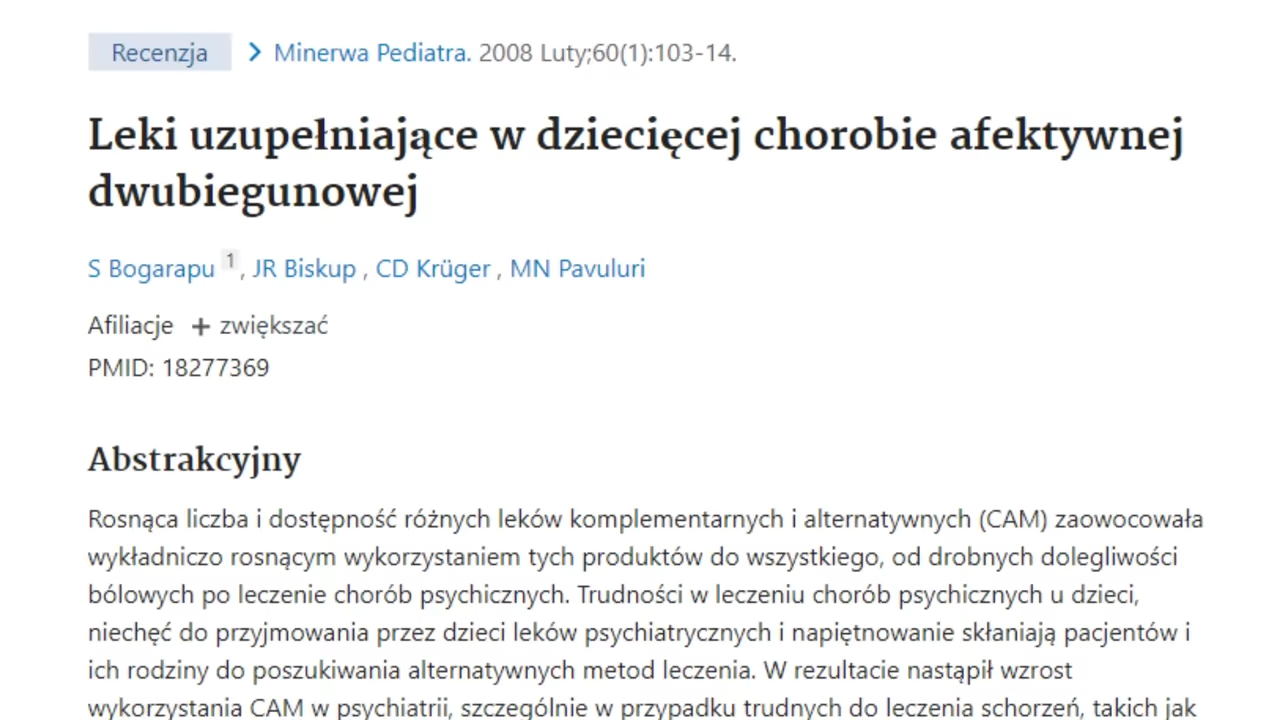 Recenzja > Minerwa Pediatra. 2008 Luty;60(1):103-14.
Leki uzupełniające w dziecięcej chorobie afektywnej
dwubiegunowej
S Bogarapu 1 , JR Biskup , CD Krüger , MN Pavuluri
Afiliacje + zwiększać
PMID: 18277369
Abstrakcyjny
Rosnąca liczba i dostępność różnych leków komplementarnych i alternatywnych (CAM) zaowocowała
wykładniczo rosnącym wykorzystaniem tych produktów do wszystkiego, od drobnych dolegliwości
bólowych po leczenie chorób psychicznych. Trudności w leczeniu chorób psychicznych u dzieci,
niechęć do przyjmowania przez dzieci leków psychiatrycznych i napiętnowanie skłaniają pacjentów i
ich rodziny do poszukiwania alternatywnych metod leczenia. W rezultacie nastąpił wzrost
wykorzystania CAM w psychiatrii, szczególnie w przypadku trudnych do leczenia schorzeń, takich jak